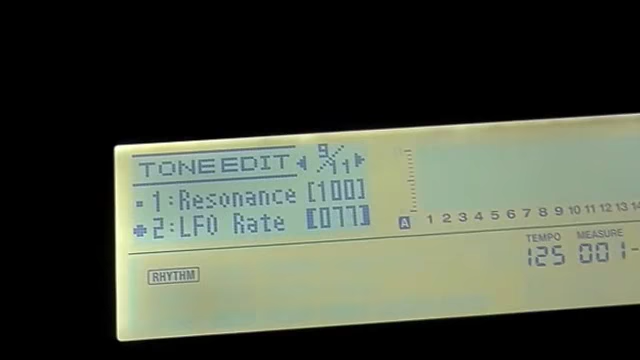 TONE EDIT 9/11
1:Resonance [100]
2:LFO Rate [077]
A 1 2 3 4 5 6 7 8 9 10 11 12 13
TEMPO MEASURE
125 001-
RHYTHM